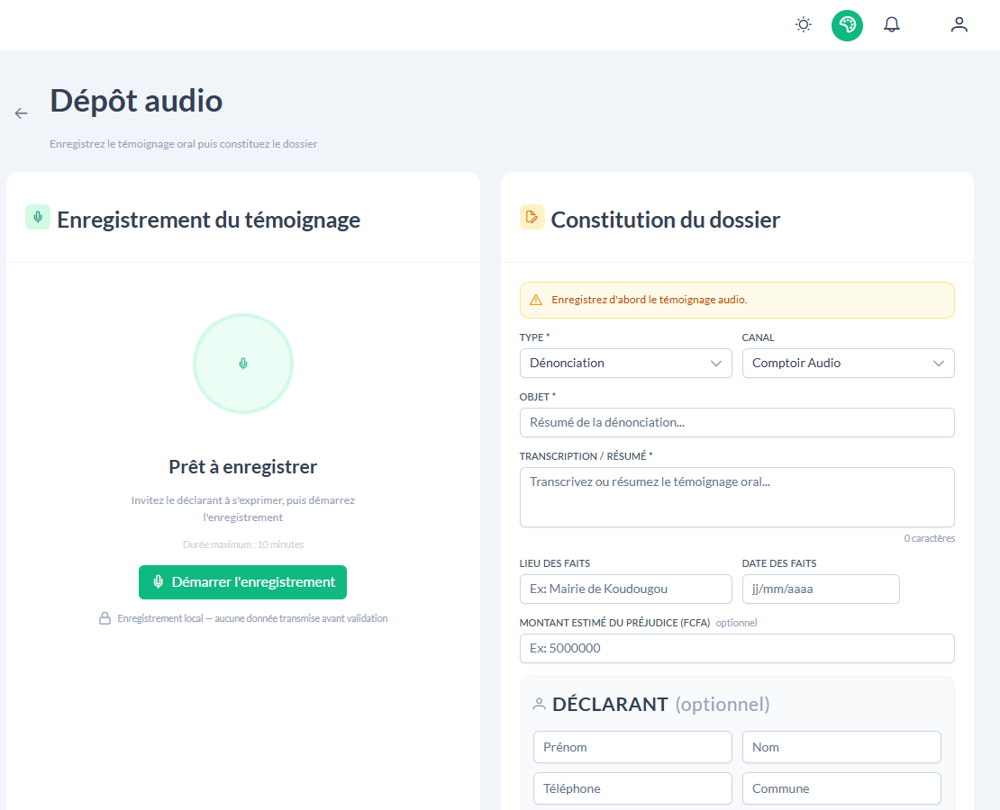 Dépôt audio
Enregistrez le témoignage oral puis constituez le dossier
Enregistrement du témoignage
Prêt à enregistrer
Invitez le déclarant à s'exprimer, puis démarrez
l'enregistrement
Durée maximum : 10 minutes
Démarrer l'enregistrement
Enregistrement local — aucune donnée transmise avant validation
Constitution du dossier
Enregistrez d'abord le témoignage audio.
TYPE * CANAL
Dénonciation Comptoir Audio
OBJET *
Résumé de la dénonciation...
TRANSCRIPTION / RÉSUMÉ *
Transcrivez ou résumez le témoignage oral...
0 caractères
LIEU DES FAITS DATE DES FAITS
Ex: Mairie de Koudougou jj/mm/aaaa
MONTANT ESTIMÉ DU PRÉJUDICE (FCFA) optionnel
Ex: 5000000
DÉCLARANT (optionnel)
Prénom Nom
Téléphone Commune